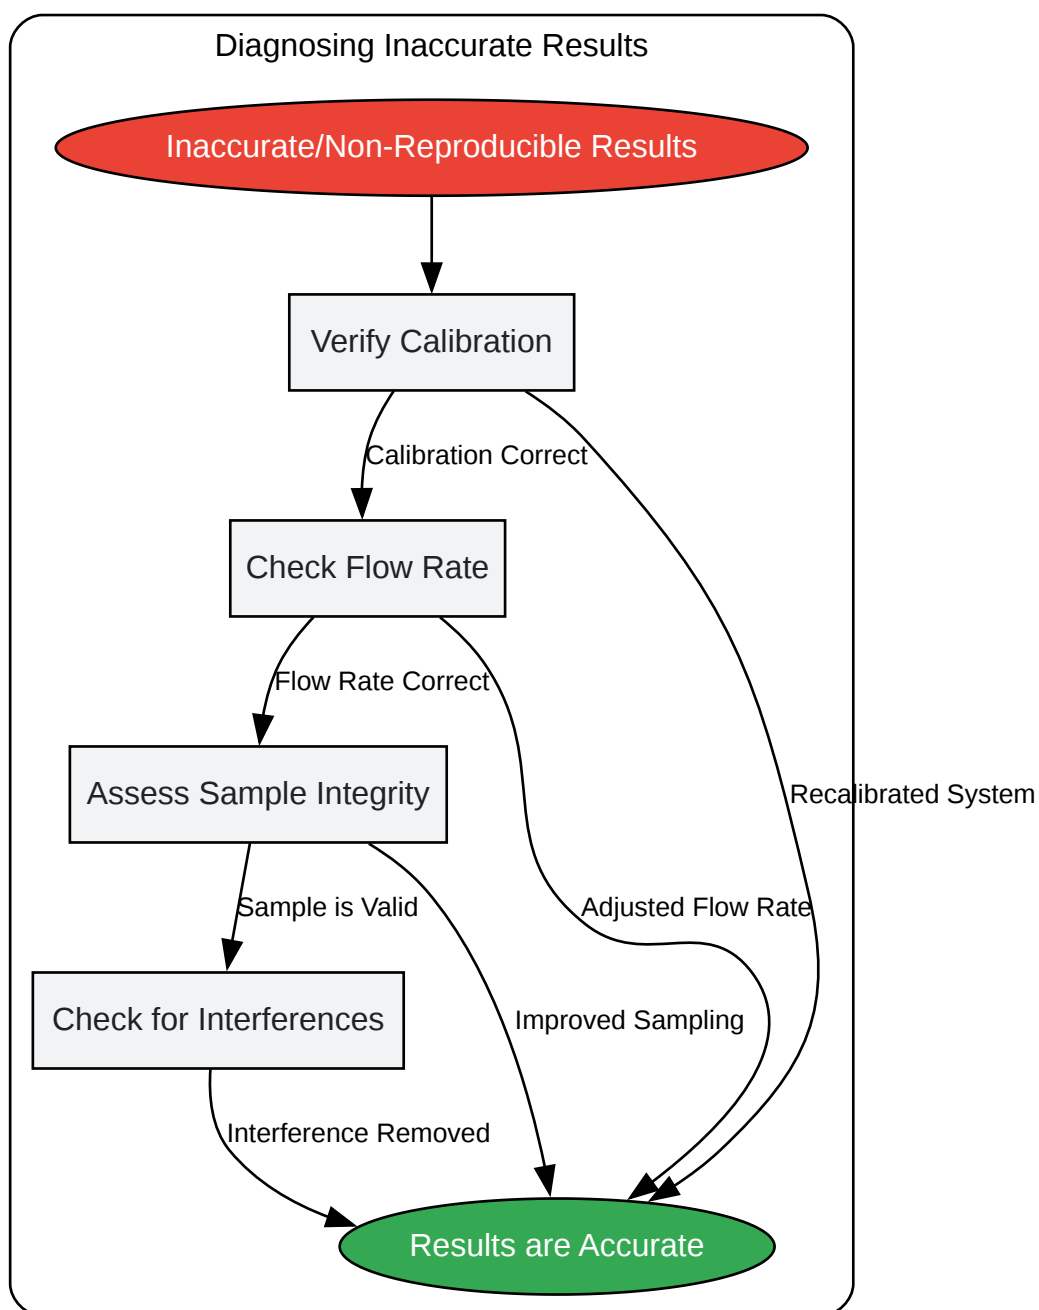 Diagnosing Inaccurate Results
Inaccurate/Non-Reproducible Results
Verify Calibration
Calibration Correct
Check Flow Rate
Flow Rate Correct
Assess Sample Integrity
Recalibrated System
Sample is Valid
Adjusted Flow Rate
Check for Interferences
Improved Sampling
Interference Removed
Results are Accurate